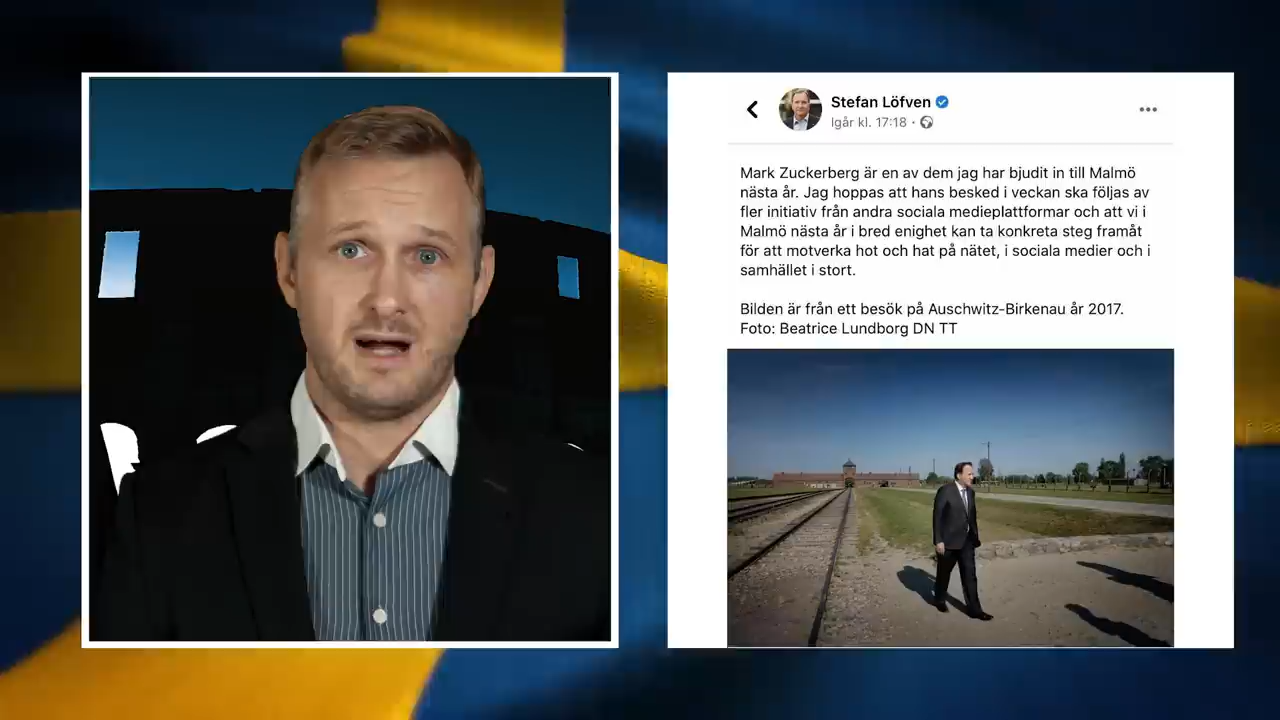 Stefan Löfven
Igår kl. 17:18 ·
Mark Zuckerberg är en av dem jag har bjudit in till Malmö
nästa år. Jag hoppas att hans besked i veckan ska följas av
fler initiativ från andra sociala medieplattformar och att vi i
Malmö nästa år i bred enighet kan ta konkreta steg framåt
för att motverka hot och hat på nätet, i sociala medier och i
samhället i stort.
Bilden är från ett besök på Auschwitz-Birkenau år 2017.
Foto: Beatrice Lundborg DN TT